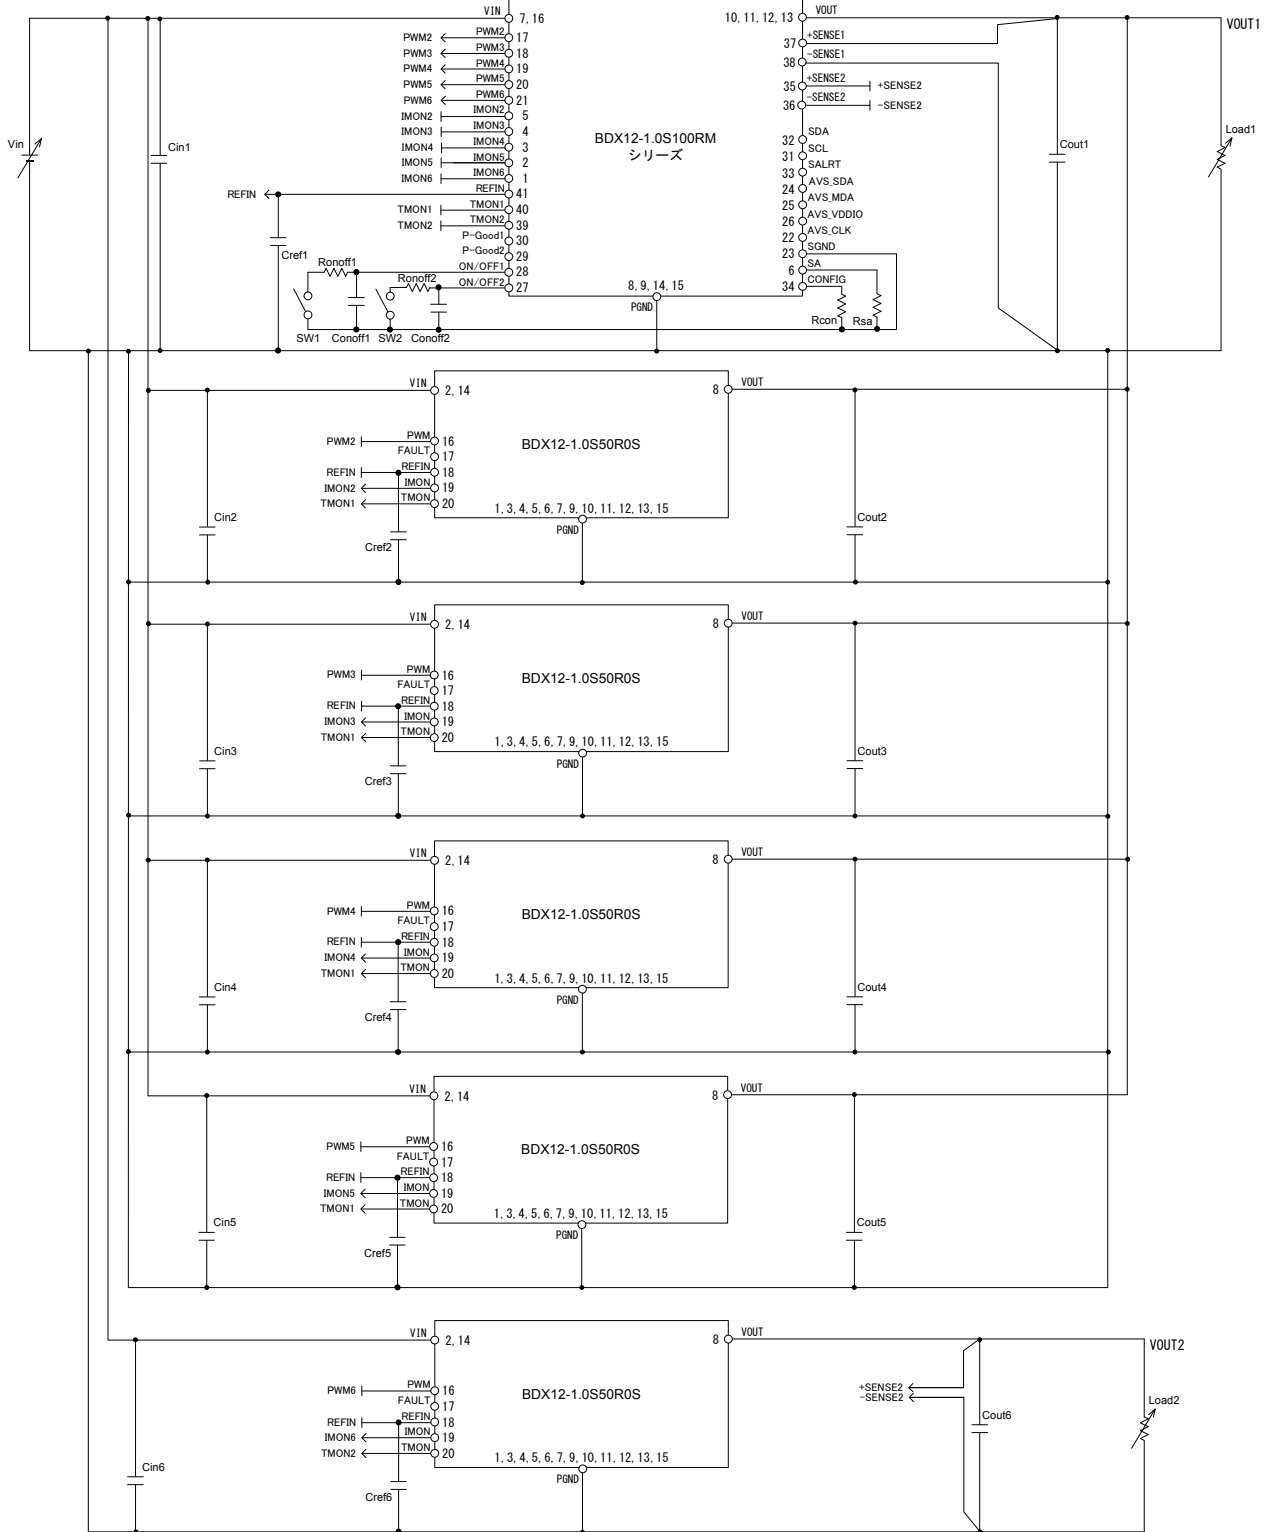 VIN
7, 16
10, 11, 12, 13
VOUT
VOUT1
PWM2
PWM2
17
37
+SENSE1
PWM3
PWM3
18
38
-SENSE1
PWM4
PWM4
19
PWM5
PWM5
20
35
+SENSE2
+SENSE2
PWM6
PWM6
21
36
-SENSE2
-SENSE2
IMON2
IMON2
5
IMON3
IMON3
4
IMON4
IMON4
3
IMON5
IMON5
2
IMON6
IMON6
1
REFIN
REFIN
41
TMON1
TMON1
40
TMON2
TMON2
39
P-Good1
30
P-Good2
29
ON/OFF1
28
ON/OFF2
27
BDX12-1.0S100RM
シリーズ
32
SDA
31
SCL
33
SALRT
24
AVS_SDA
25
AVS_MDA
26
AVS_VDDIO
22
AVS_CLK
23
SGND
6
SA
34
CONFIG
8, 9, 14, 15
PGND
Vin
Cin1
Cref1
Ronoff1
Ronoff2
SW1
Conoff1
SW2
Conoff2
Rcon
Rsa
Cout1
Load1
VIN
2, 14
8
VOUT
PWM2
PWM
16
FAULT
17
REFIN
REFIN
18
IMON2
IMON
19
TMON1
TMON
20
BDX12-1.0S50R0S
1, 3, 4, 5, 6, 7, 9, 10, 11, 12, 13, 15
PGND
Cin2
Cref2
Cout2
VIN
2, 14
8
VOUT
PWM3
PWM
16
FAULT
17
REFIN
REFIN
18
IMON3
IMON
19
TMON1
TMON
20
BDX12-1.0S50R0S
1, 3, 4, 5, 6, 7, 9, 10, 11, 12, 13, 15
PGND
Cin3
Cref3
Cout3
VIN
2, 14
8
VOUT
PWM4
PWM
16
FAULT
17
REFIN
REFIN
18
IMON4
IMON
19
TMON1
TMON
20
BDX12-1.0S50R0S
1, 3, 4, 5, 6, 7, 9, 10, 11, 12, 13, 15
PGND
Cin4
Cref4
Cout4
VIN
2, 14
8
VOUT
PWM5
PWM
16
FAULT
17
REFIN
REFIN
18
IMON5
IMON
19
TMON1
TMON
20
BDX12-1.0S50R0S
1, 3, 4, 5, 6, 7, 9, 10, 11, 12, 13, 15
PGND
Cin5
Cref5
Cout5
VIN
2, 14
8
VOUT
VOUT2
PWM6
PWM
16
FAULT
17
REFIN
REFIN
18
IMON6
IMON
19
TMON2
TMON
20
BDX12-1.0S50R0S
1, 3, 4, 5, 6, 7, 9, 10, 11, 12, 13, 15
PGND
+SENSE2
-SENSE2
Cin6
Cref6
Cout6
Load2